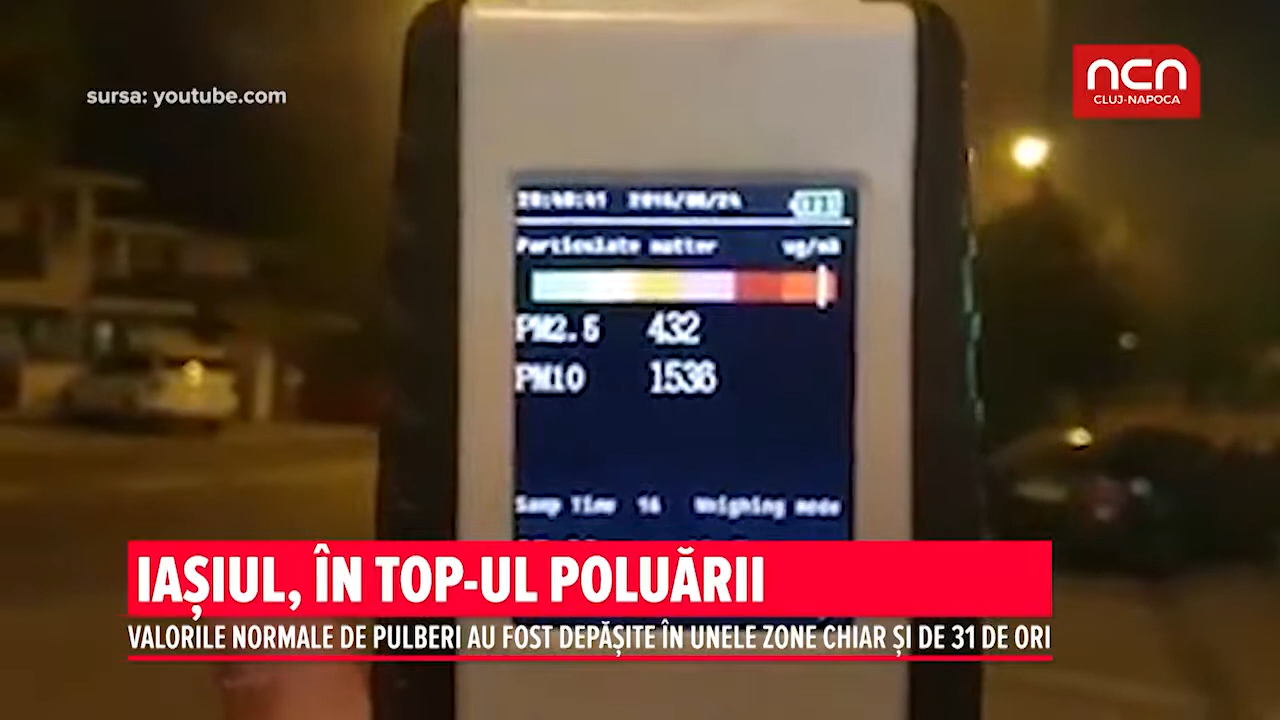 ncn
CLUJ-NAPOCA
sursa: youtube.com
Particulate matter ug/m3
PM2.5 432
PM10 1536
Samp Time 16 Weighing mode
IAȘIUL, ÎN TOP-UL POLUĂRII
VALORILE NORMALE DE PULBERI AU FOST DEPĂȘITE ÎN UNELE ZONE CHIAR ȘI DE 31 DE ORI